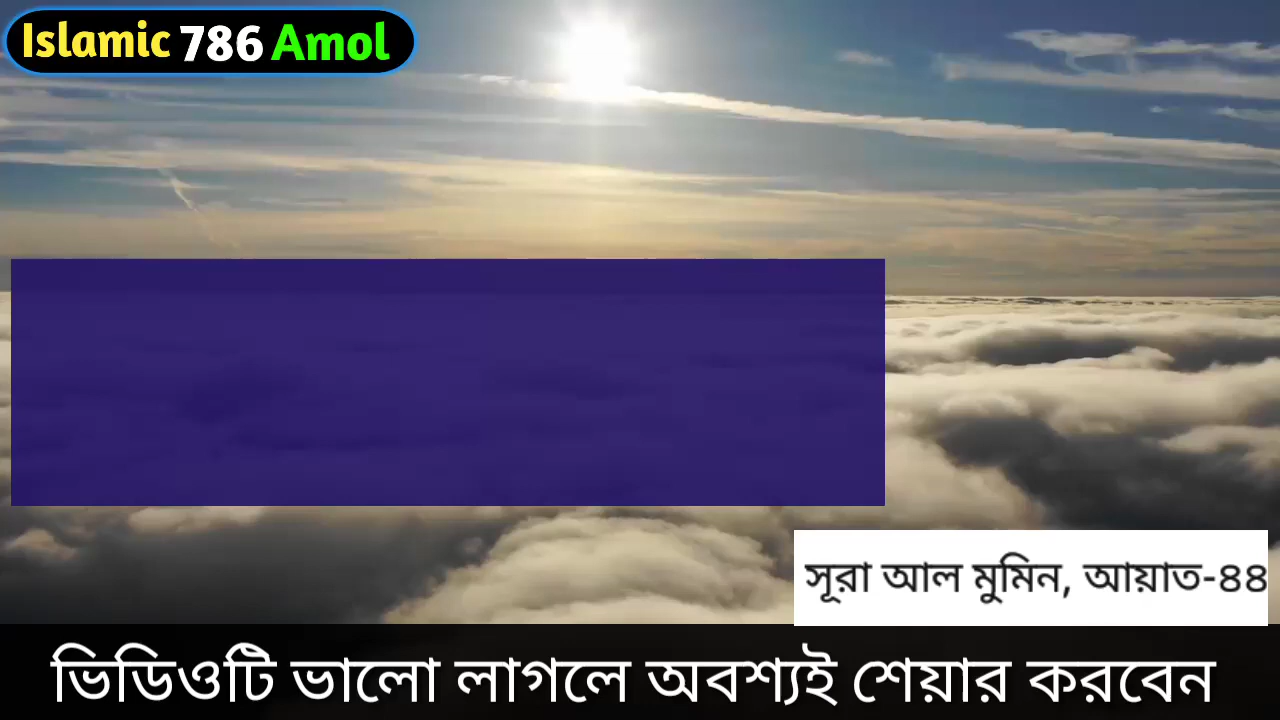 Islamic 786 Amol
সূরা আল মুমিন, আয়াত-৪৪
ভিডিওটি ভালো লাগলে অবশ্যই শেয়ার করবেন